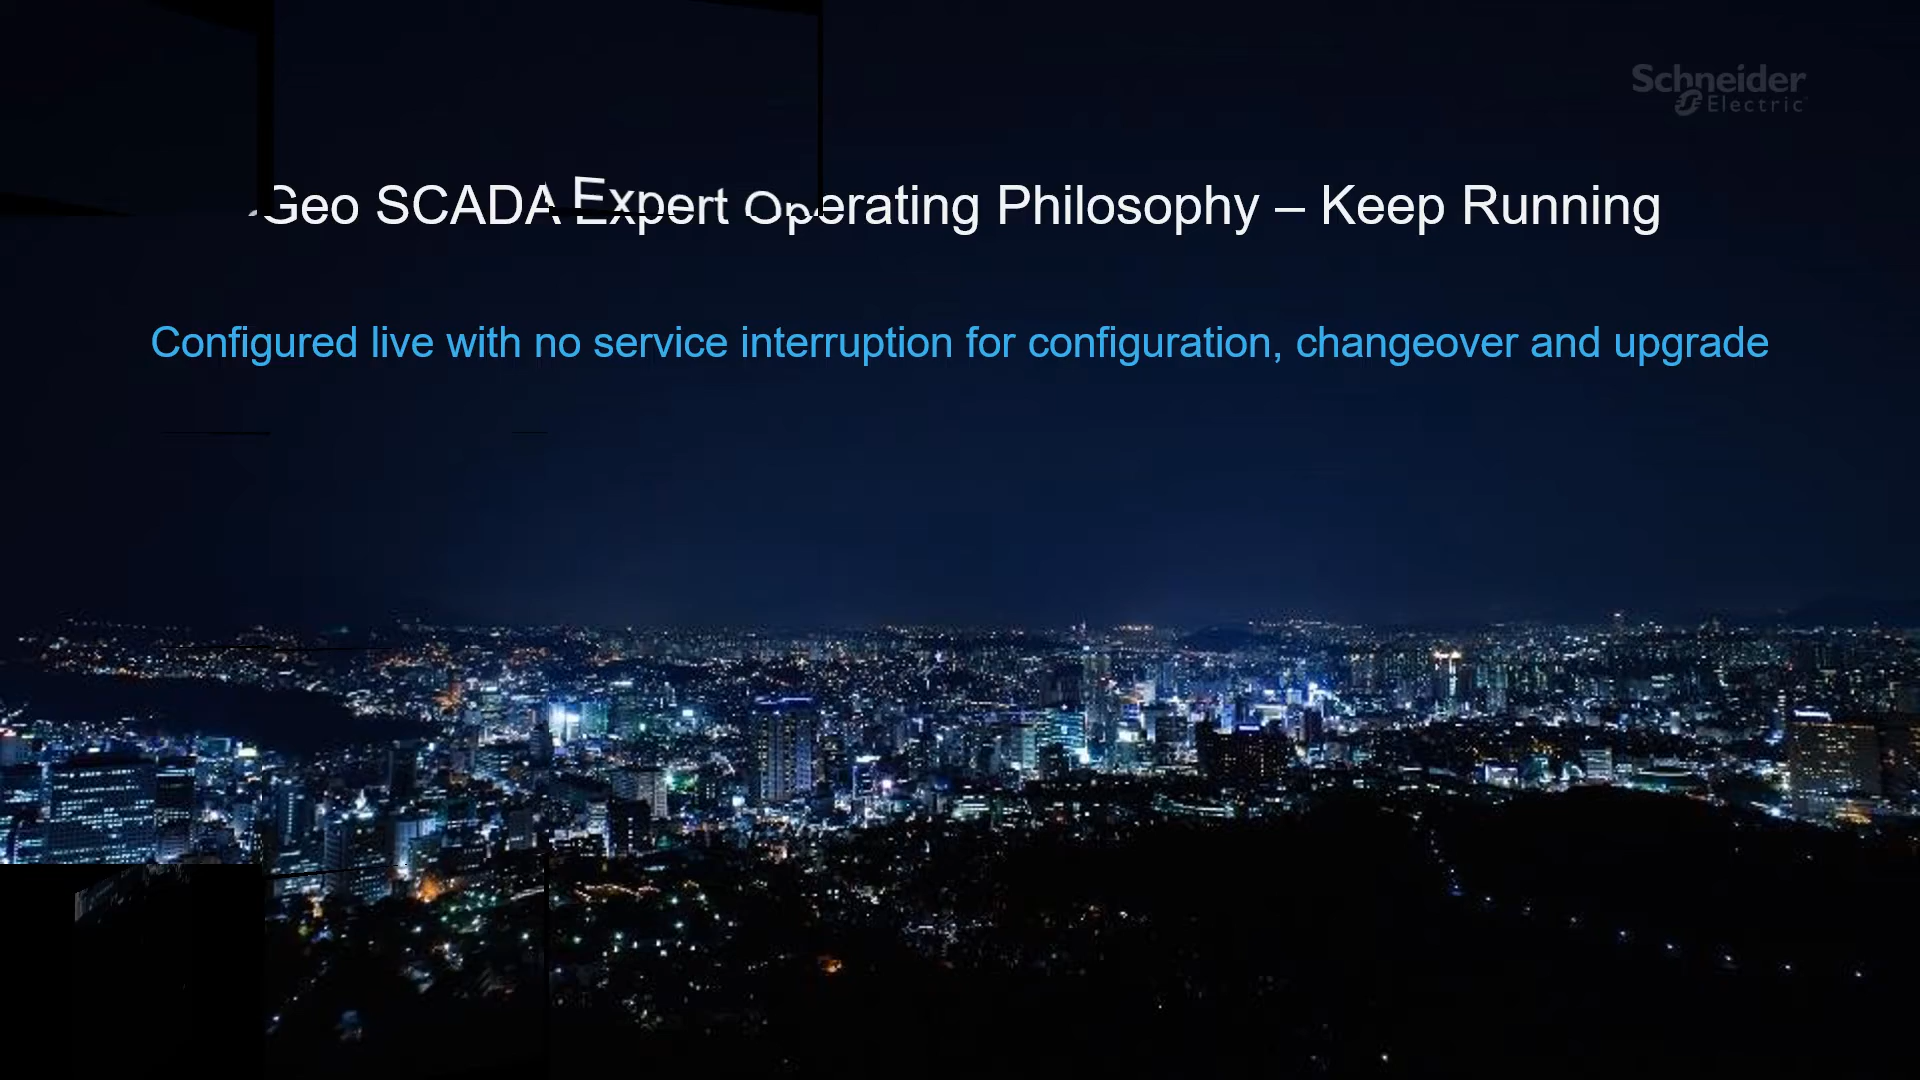 Schneider
Electric
Geo SCADA Expert Operating Philosophy – Keep Running
Configured live with no service interruption for configuration, changeover and upgrade